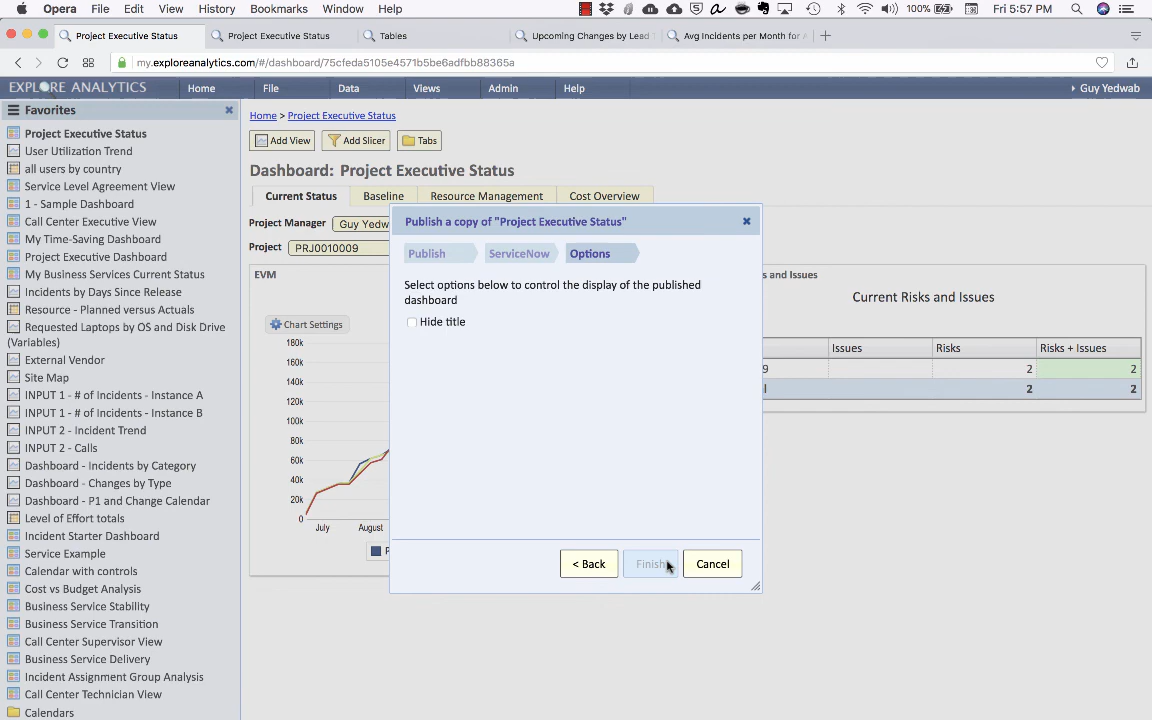 Opera File Edit View History Bookmarks Window Help 100% Fri 5:57 PM
Project Executive Status Project Executive Status Tables Upcoming Changes by Lead Avg Incidents per Month for
my.exploreanalytics.com/#/dashboard/75cfeda5105e4571b5be6adfbb88365a
EXPLORE ANALYTICS Home File Data Views Admin Help Guy Yedwab
Favorites
Project Executive Status
User Utilization Trend
all users by country
Service Level Agreement View
1 - Sample Dashboard
Call Center Executive View
My Time-Saving Dashboard
Project Executive Dashboard
My Business Services Current Status
Incidents by Days Since Release
Resource - Planned versus Actuals
Requested Laptops by OS and Disk Drive
(Variables)
External Vendor
Site Map
INPUT 1 - # of Incidents - Instance A
INPUT 1 - # of Incidents - Instance B
INPUT 2 - Incident Trend
INPUT 2 - Calls
Dashboard - Incidents by Category
Dashboard - Changes by Type
Dashboard - P1 and Change Calendar
Level of Effort totals
Incident Starter Dashboard
Service Example
Calendar with controls
Cost vs Budget Analysis
Business Service Stability
Business Service Transition
Call Center Supervisor View
Business Service Delivery
Incident Assignment Group Analysis
Call Center Technician View
Calendars
Home > Project Executive Status
Add View Add Slicer Tabs
Dashboard: Project Executive Status
Current Status Baseline Resource Management Cost Overview
Project Manager Guy Yedw
Project PRJ0010009
EVM
Chart Settings
180k
160k
140k
120k
100k
80k
60k
40k
20k
0
July August
P
Publish a copy of "Project Executive Status"
Publish ServiceNow Options
Select options below to control the display of the published
dashboard
Hide title
< Back Finish Cancel
s and Issues
Current Risks and Issues
Issues Risks Risks + Issues
9 2 2
l 2 2